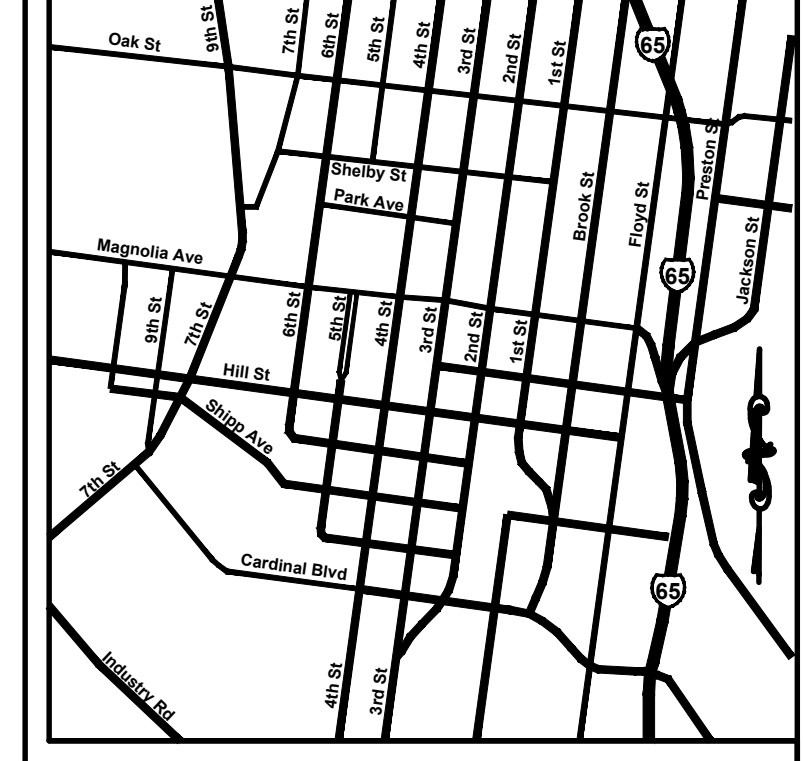 9th St
7th St
6th St
5th St
4th St
3rd St
2nd St
1st St
65
Oak St
Shelby St
Park Ave
Brook St
Floyd St
Preston St
Jackson St
Magnolia Ave
65
9th St
7th St
6th St
5th St
4th St
3rd St
2nd St
1st St
Hill St
Shipp Ave
7th St
Cardinal Blvd
65
Industry Rd
4th St
3rd St